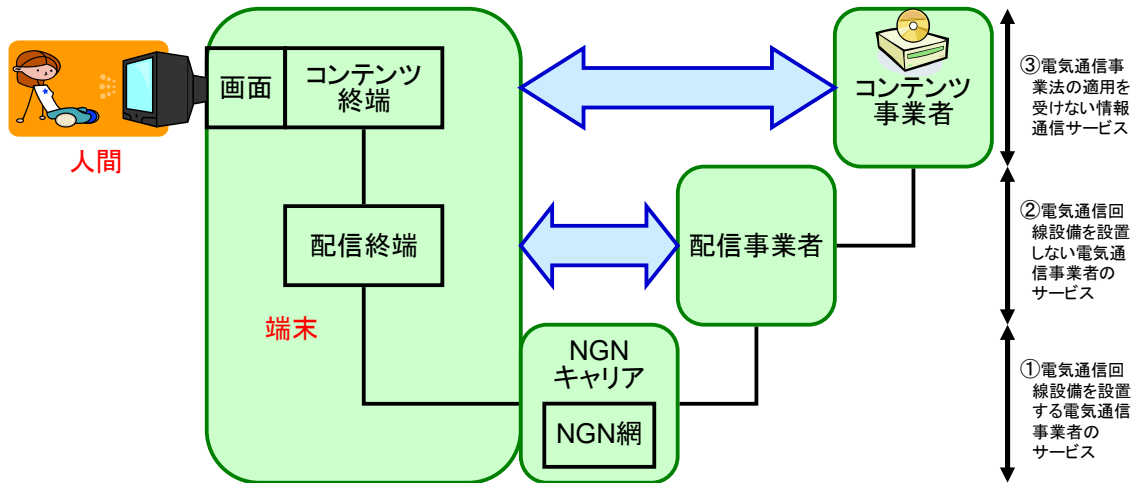 人間
画面
コンテンツ
終端
配信終端
端末
コンテンツ
事業者
配信事業者
NGN
キャリア
NGN網
③電気通信事
業法の適用を
受けない情報
通信サービス
②電気通信回
線設備を設置
しない電気通
信事業者の
サービス
①電気通信回
線設備を設置
する電気通信
事業者の
サービス